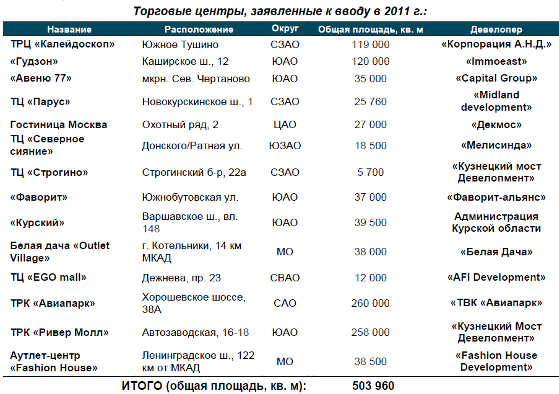 Торговые центры, заявленные к вводу в 2011 г.:
Название Расположение Округ Общая площадь, кв. м Девелопер
ТРЦ «Калейдоскоп» Южное Тушино СЗАО 119 000 «Корпорация А.Н.Д.»
«Гудзон» Каширское ш., 12 ЮАО 120 000 «Immoeast»
«Авеню 77» мкрн. Сев. Чертаново ЮАО 35 000 «Capital Group»
ТЦ «Парус» Новокурскинское ш., 1 СЗАО 25 760 «Midland
development»
Гостиница Москва Охотный ряд, 2 ЦАО 27 000 «Декмос»
ТЦ «Северное
сияние» Донского/Ратная ул. ЮЗАО 18 500 «Мелисинда»
ТЦ «Строгино» Строгинский б-р, 22а СЗАО 5 700 «Кузнецкий мост
Девелопмент»
«Фаворит» Южнобутовская ул. ЮАО 37 000 «Фаворит-альянс»
«Курский» Варшавское ш., вл.
148 ЮАО 39 500 Администрация
Курской области
Белая дача «Outlet
Village» г. Котельники, 14 км
МКАД МО 38 000 «Белая Дача»
ТЦ «EGO mall» Дежнева, пр. 23 СВАО 12 000 «AFI Development»
ТРК «Авиапарк» Хорошевское шоссе,
38А САО 260 000 «ТВК «Авиапарк»
ТРК «Ривер Молл» Автозаводская, 16-18 ЮАО 258 000 «Кузнецкий Мост
Девелопмент»
Аутлет-центр
«Fashion House» Ленинградское ш., 122
км от МКАД МО 38 500 «Fashion House
Development»
ИТОГО (общая площадь, кв. м): 503 960